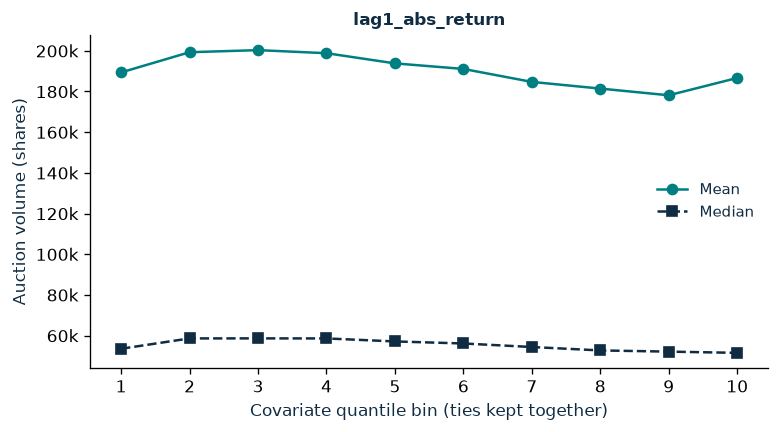 lag1_abs_return
Auction volume (shares)
200k
180k
160k
140k
120k
100k
80k
60k
Mean
Median
1 2 3 4 5 6 7 8 9 10
Covariate quantile bin (ties kept together)